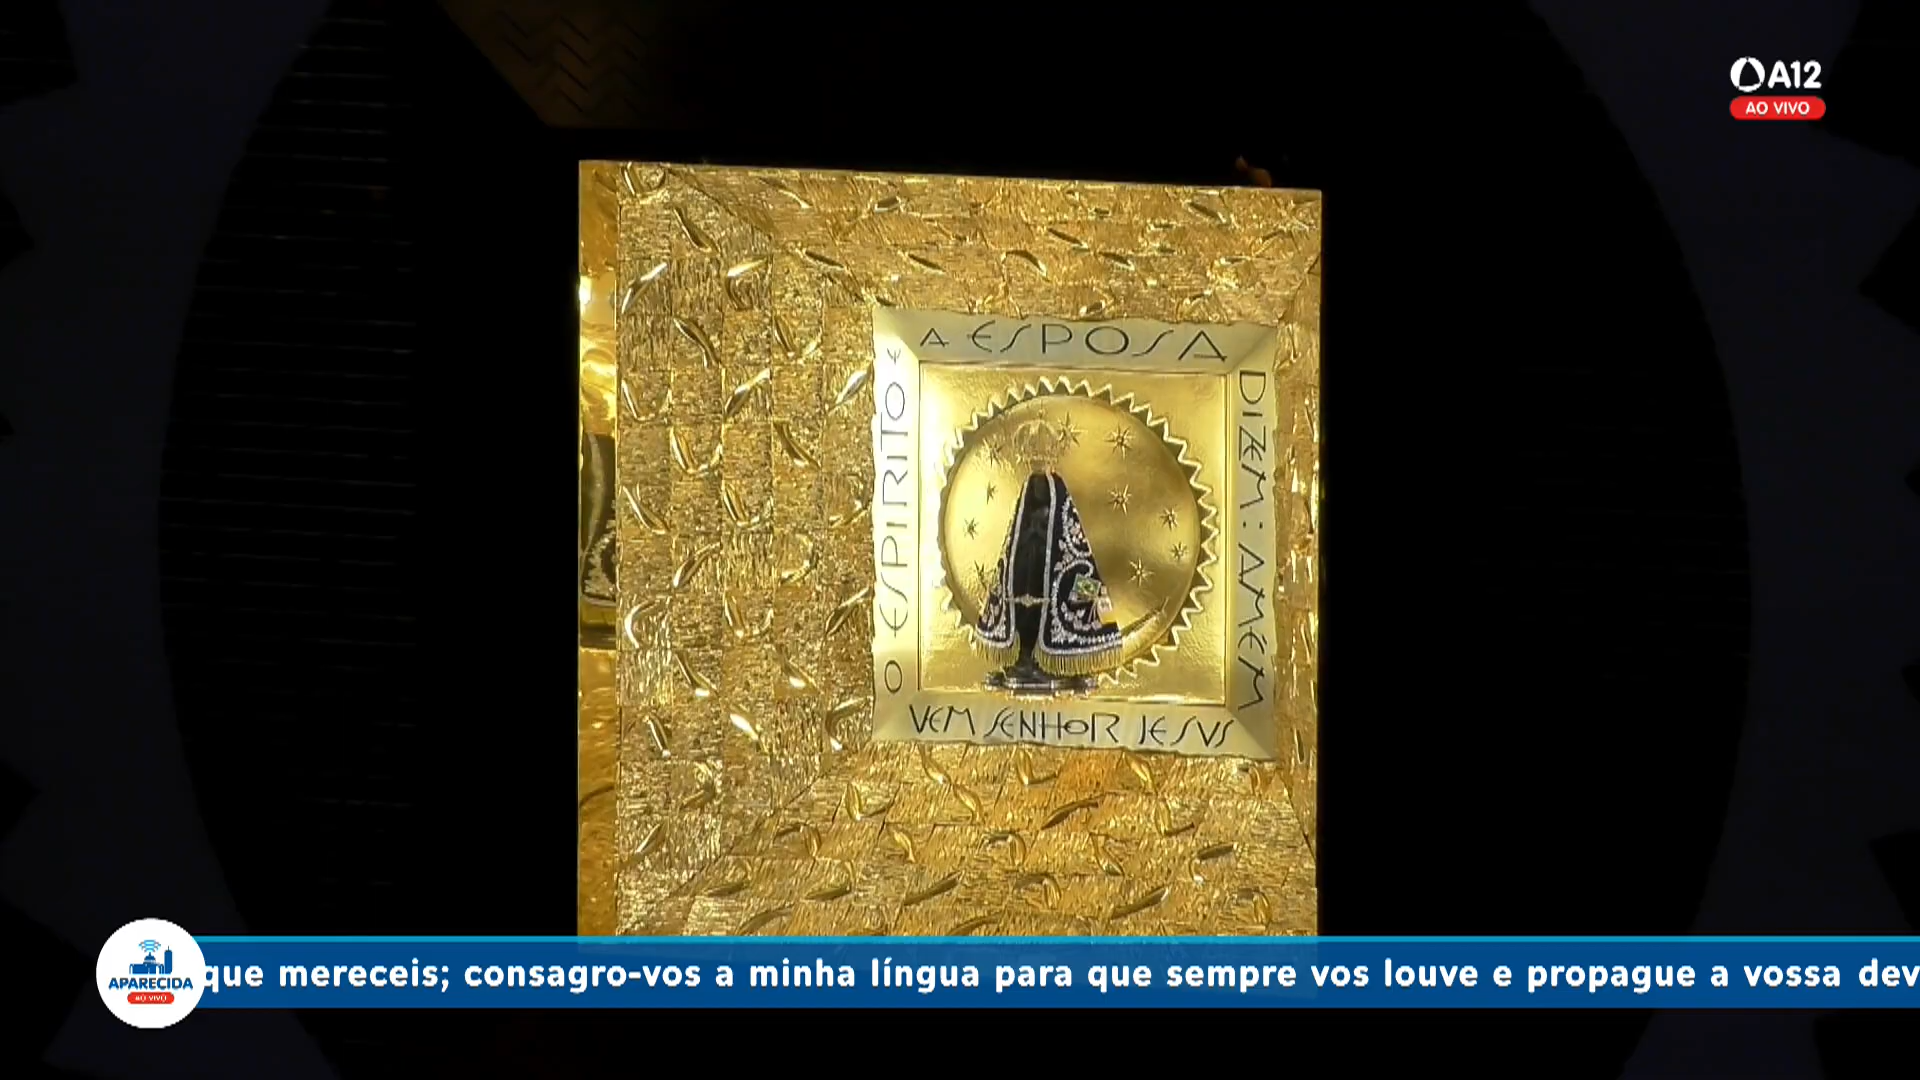 A12
AO VIVO
A ESPOSA
DIZEM: AMÉM
O ESPIRITO E
VEM SENHOR JESUS
que mereceis; consagro-vos a minha língua para que sempre vos louve e propague a vossa dev
APARECIDA
AO VIVO